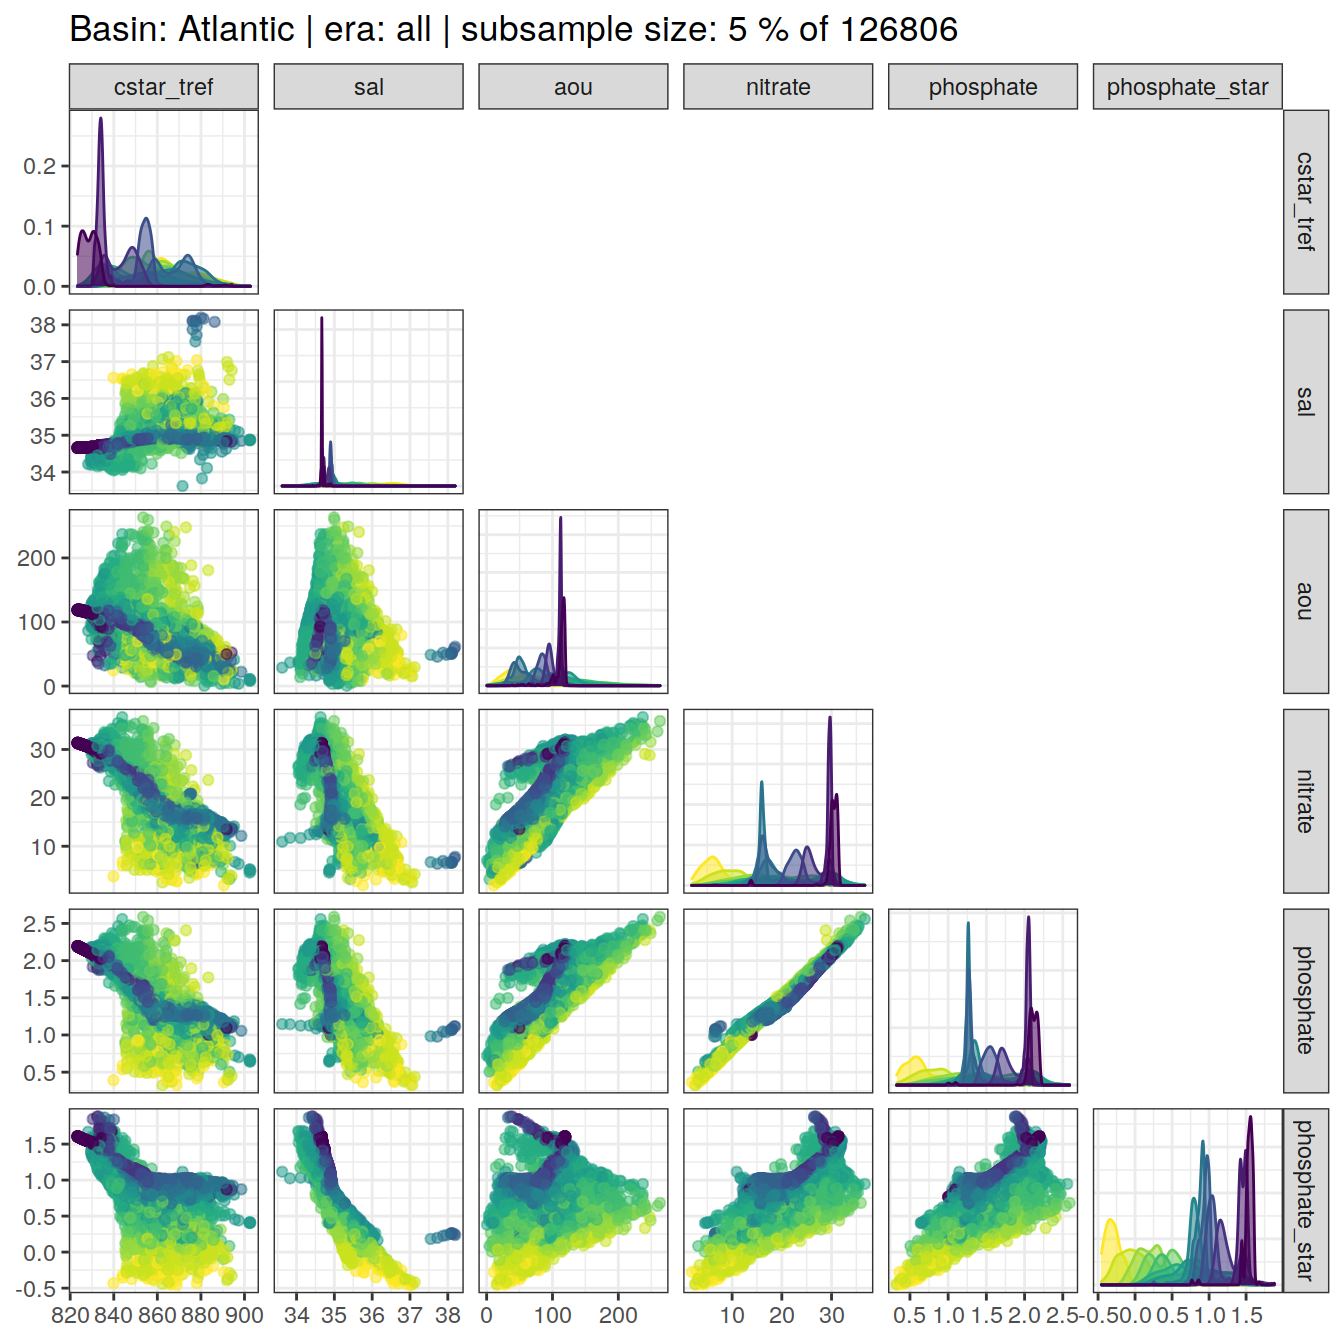 Basin: Atlantic | era: all | subsample size: 5 % of 126806
cstar_tref sal aou nitrate phosphate phosphate_star
0.2
0.1
0.0
cstar_tref
38
37
36
35
34
sal
200
100
0
aou
30
20
10
nitrate
2.5
2.0
1.5
1.0
0.5
phosphate
1.5
1.0
0.5
0.0
-0.5
phosphate_star
820 840 860 880 900 34 35 36 37 38 0 100 200 10 20 30 0.5 1.0 1.5 2.0 2.5 -0.5 0.0 0.5 1.0 1.5